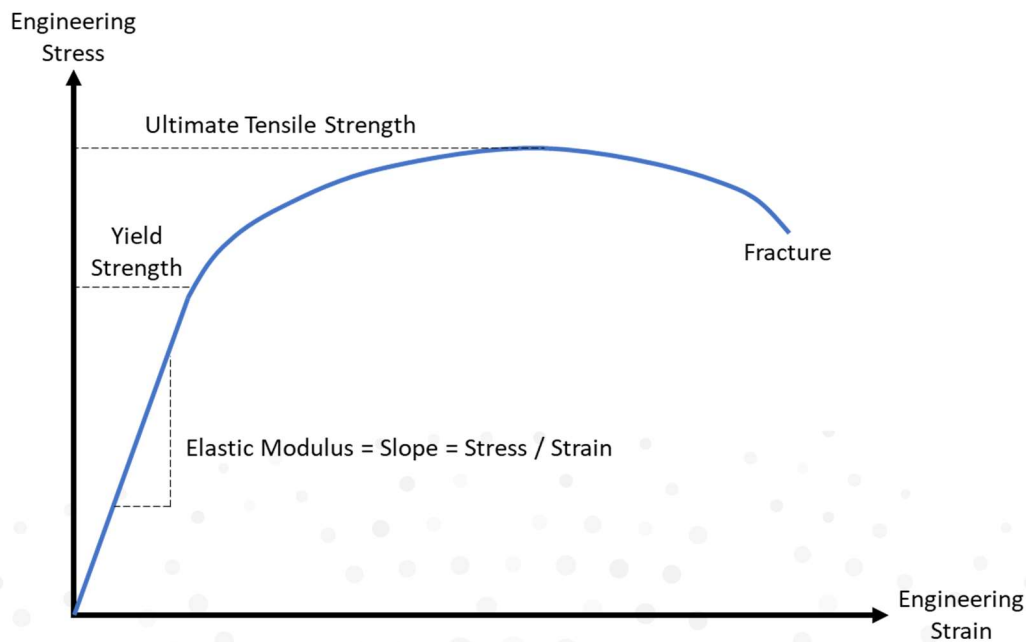 Engineering
Stress
Ultimate Tensile Strength
Yield
Strength
Fracture
Elastic Modulus = Slope = Stress / Strain
Engineering
Strain